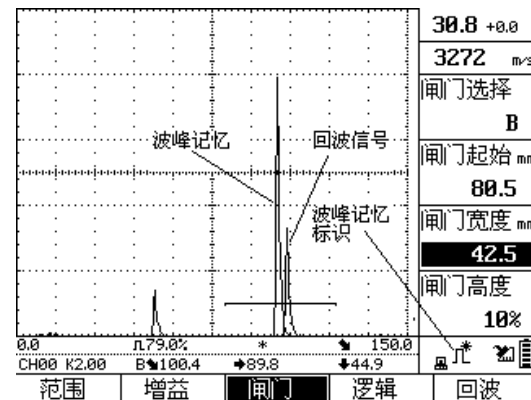 30.8 +0.0
3272 m/s
闸门选择
B
闸门起始 mm
80.5
闸门宽度 mm
42.5
闸门高度
10%
波峰记忆
回波信号
波峰记忆
标识
0.0 ⊓79.0% * ⬊ 150.0
CH00 K2.00 B⬊100.4 ➔89.8 ⬇44.9
范围 增益 闸门 逻辑 回波